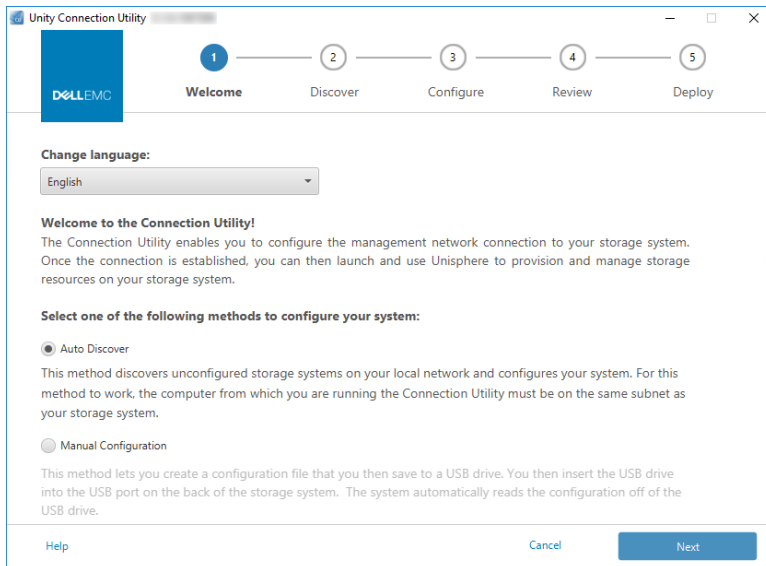 Unity Connection Utility
1 2 3 4 5
DELLEMC
Welcome Discover Configure Review Deploy
Change language:
English
Welcome to the Connection Utility!
The Connection Utility enables you to configure the management network connection to your storage system.
Once the connection is established, you can then launch and use Unisphere to provision and manage storage
resources on your storage system.
Select one of the following methods to configure your system:
Auto Discover
This method discovers unconfigured storage systems on your local network and configures your system. For this
method to work, the computer from which you are running the Connection Utility must be on the same subnet as
your storage system.
Manual Configuration
This method lets you create a configuration file that you then save to a USB drive. You then insert the USB drive
into the USB port on the back of the storage system. The system automatically reads the configuration off of the
USB drive.
Help Cancel Next